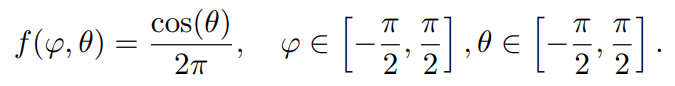 f(φ, θ) = cos(θ)/2π, φ ∈ [−π/2, π/2], θ ∈ [−π/2, π/2].